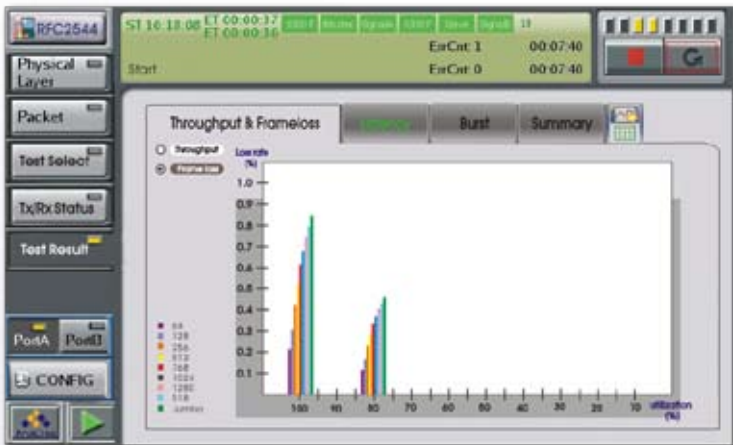 RFC2544
ST 16:18:08 ET 00:00:37
ET 00:00:36
ErrCnt: 1 00:07:40
Start ErrCnt: 0 00:07:40
Physical Layer
Packet
Test Select
Tx/Rx Status
Test Result
PortA PortB
CONFIG
Throughput & Frameloss Latency Burst Summary
Throughput
Frame loss
Loss rate
(%)
1.0
0.9
0.8
0.7
0.6
0.5
0.4
0.3
0.2
0.1
64
128
256
512
768
1024
1280
1518
Jumbo
100 90 80 70 60 50 40 30 20 10
utilization
(%)